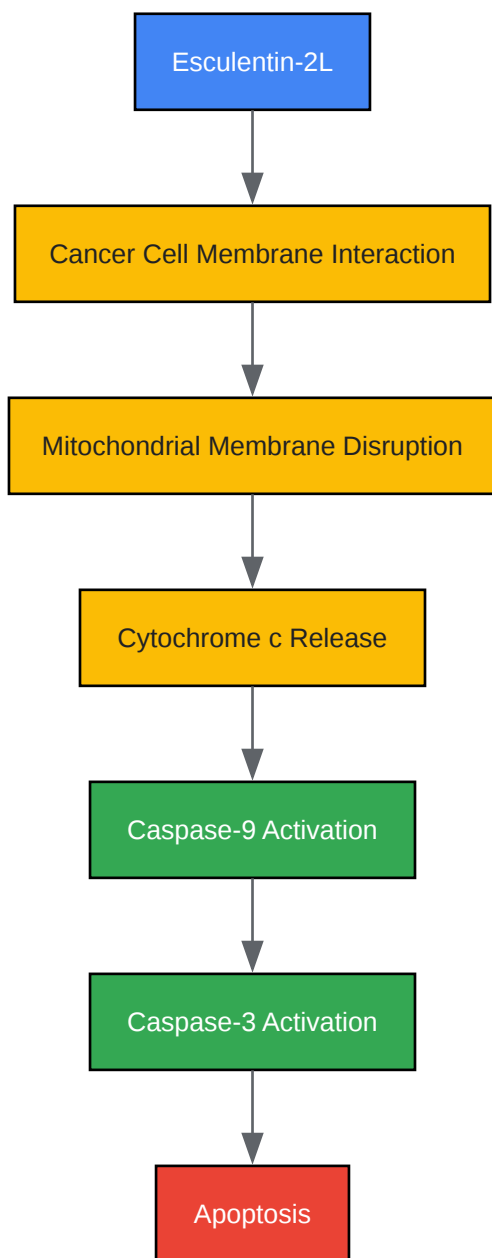 Esculentin-2L
Cancer Cell Membrane Interaction
Mitochondrial Membrane Disruption
Cytochrome c Release
Caspase-9 Activation
Caspase-3 Activation
Apoptosis